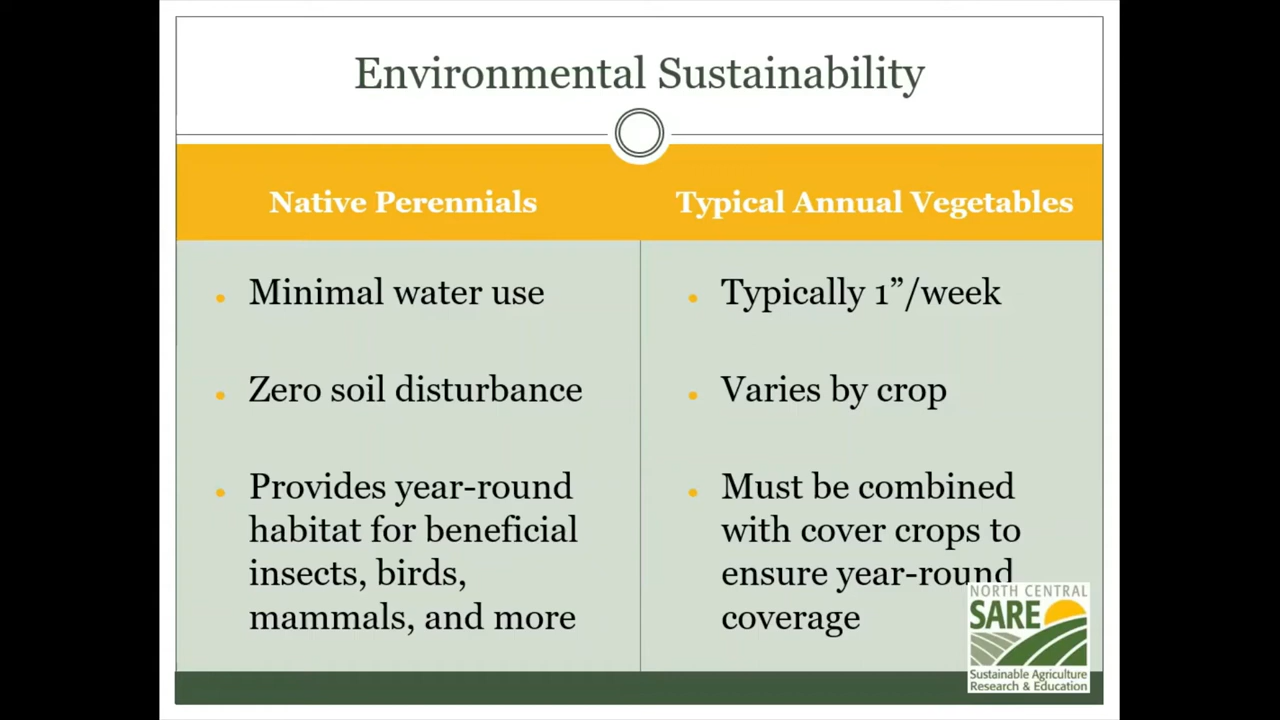 Environmental Sustainability
Native Perennials
Typical Annual Vegetables
Minimal water use
Zero soil disturbance
Provides year-round
habitat for beneficial
insects, birds,
mammals, and more
Typically 1”/week
Varies by crop
Must be combined
with cover crops to
ensure year-round
coverage
NORTH CENTRAL
SARE
Sustainable Agriculture
Research & Education